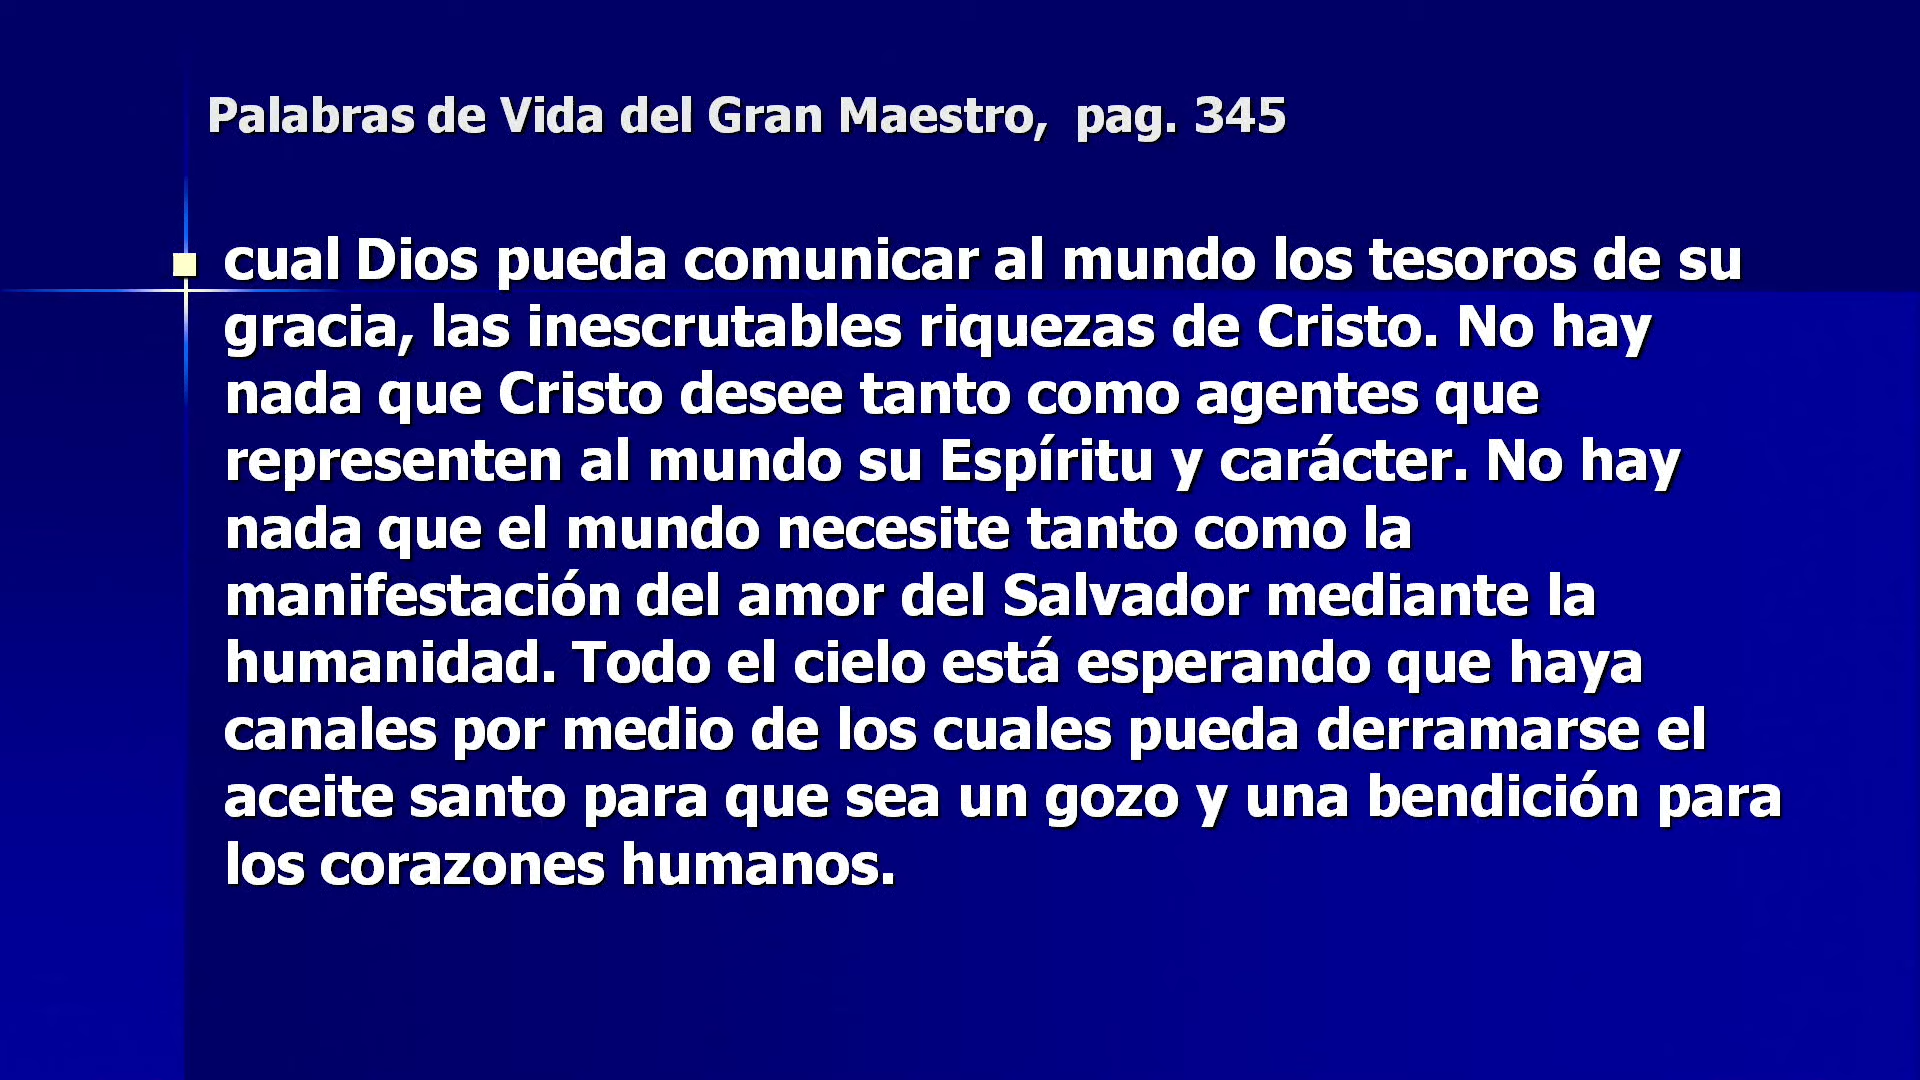 Palabras de Vida del Gran Maestro, pag. 345
cual Dios pueda comunicar al mundo los tesoros de su
gracia, las inescrutables riquezas de Cristo. No hay
nada que Cristo desee tanto como agentes que
representen al mundo su Espíritu y carácter. No hay
nada que el mundo necesite tanto como la
manifestación del amor del Salvador mediante la
humanidad. Todo el cielo está esperando que haya
canales por medio de los cuales pueda derramarse el
aceite santo para que sea un gozo y una bendición para
los corazones humanos.